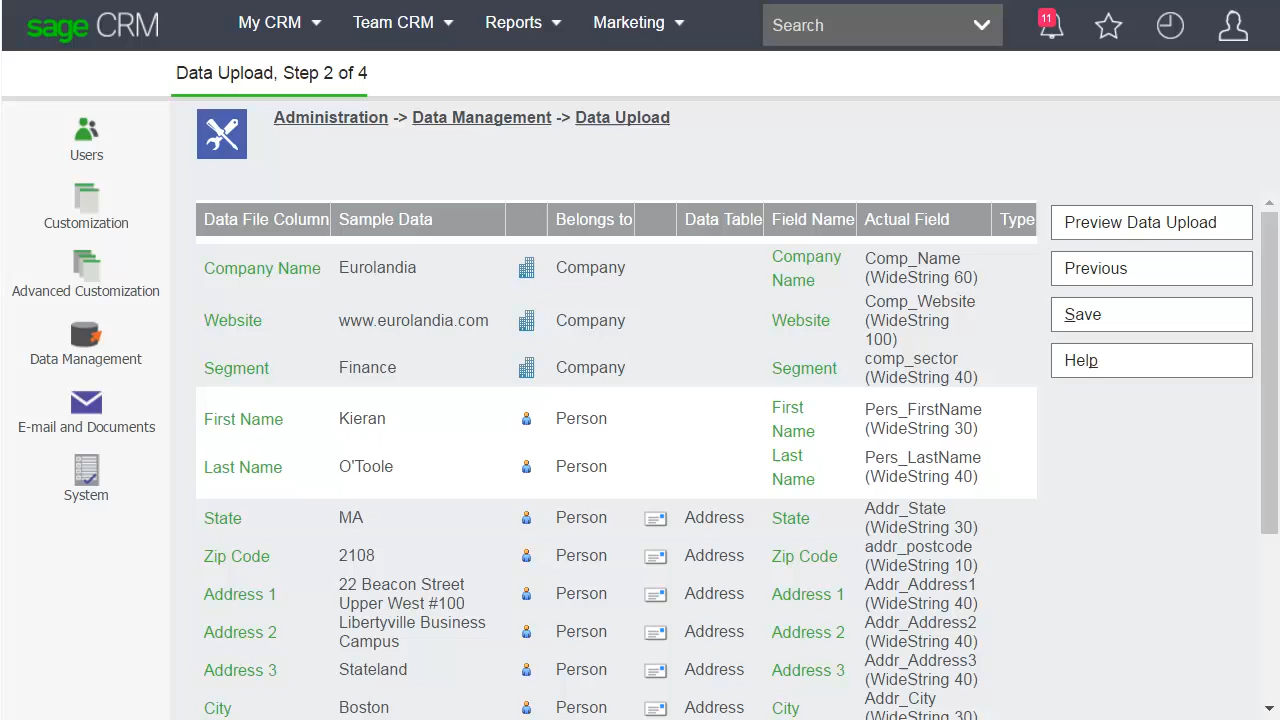 sage CRM
My CRM
Team CRM
Reports
Marketing
Search
11
Data Upload, Step 2 of 4
Users
Customization
Advanced Customization
Data Management
E-mail and Documents
System
Administration -> Data Management -> Data Upload
Data File Column Sample Data Belongs to Data Table Field Name Actual Field Type
Company Name Eurolandia Company Company Name Comp_Name (WideString 60)
Website www.eurolandia.com Company Website Comp_Website (WideString 100)
Segment Finance Company Segment comp_sector (WideString 40)
First Name Kieran Person First Name Pers_FirstName (WideString 30)
Last Name O'Toole Person Last Name Pers_LastName (WideString 40)
State MA Person Address State Addr_State (WideString 30)
Zip Code 2108 Person Address Zip Code addr_postcode (WideString 10)
Address 1 22 Beacon Street Upper West #100 Person Address Address 1 Addr_Address1 (WideString 40)
Address 2 Libertyville Business Campus Person Address Address 2 Addr_Address2 (WideString 40)
Address 3 Stateland Person Address Address 3 Addr_Address3 (WideString 40)
City Boston Person Address City Addr_City (WideString 30)
Preview Data Upload
Previous
Save
Help